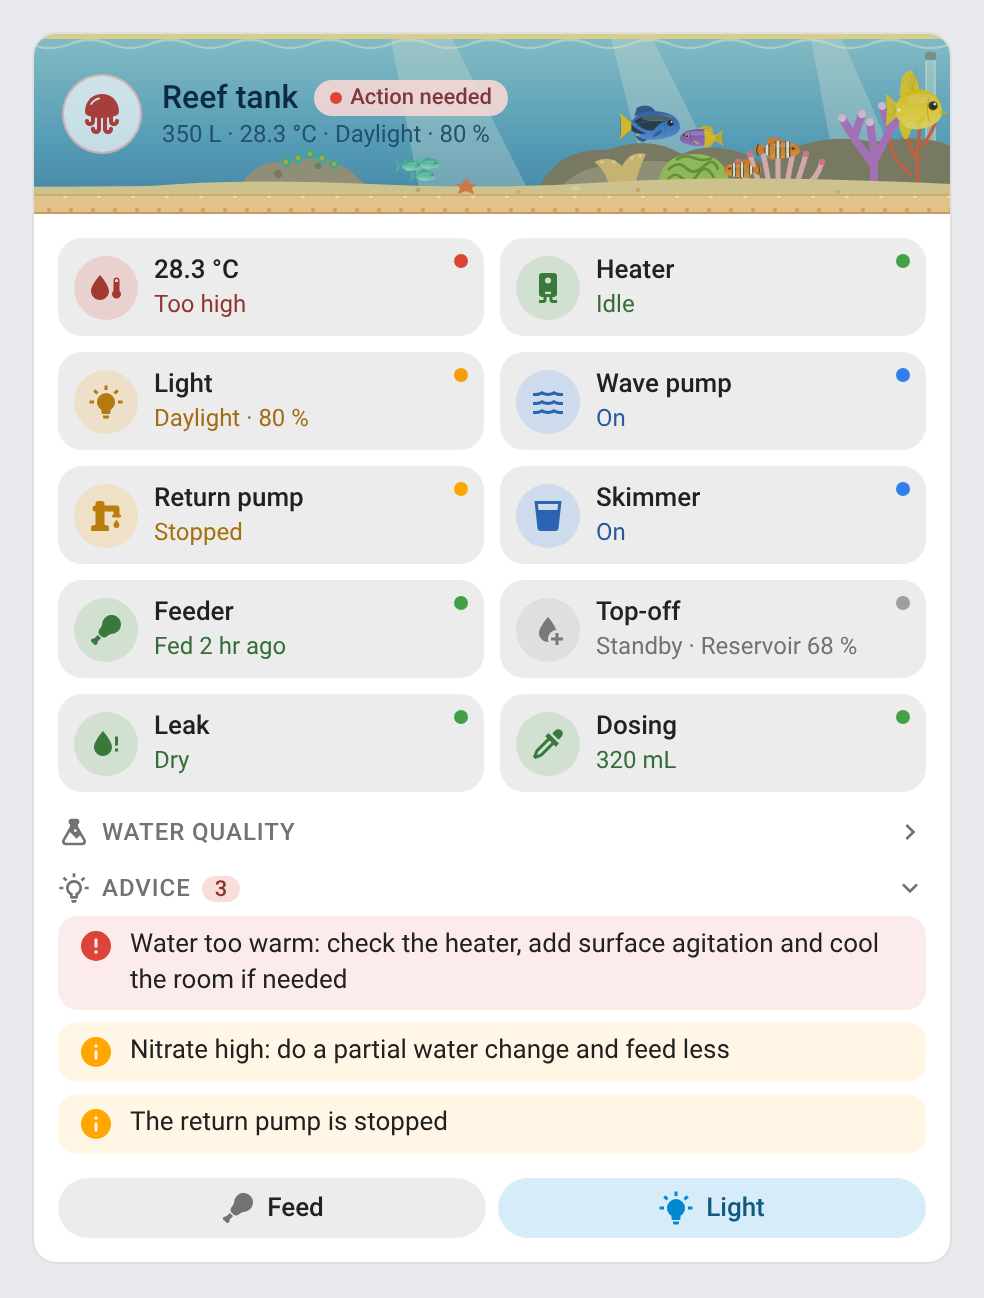 Reef tank
Action needed
350 L · 28.3 °C · Daylight · 80 %
28.3 °C
Too high
Heater
Idle
Light
Daylight · 80 %
Wave pump
On
Return pump
Stopped
Skimmer
On
Feeder
Fed 2 hr ago
Top-off
Standby · Reservoir 68 %
Leak
Dry
Dosing
320 mL
WATER QUALITY
ADVICE 3
Water too warm: check the heater, add surface agitation and cool
the room if needed
Nitrate high: do a partial water change and feed less
The return pump is stopped
Feed
Light